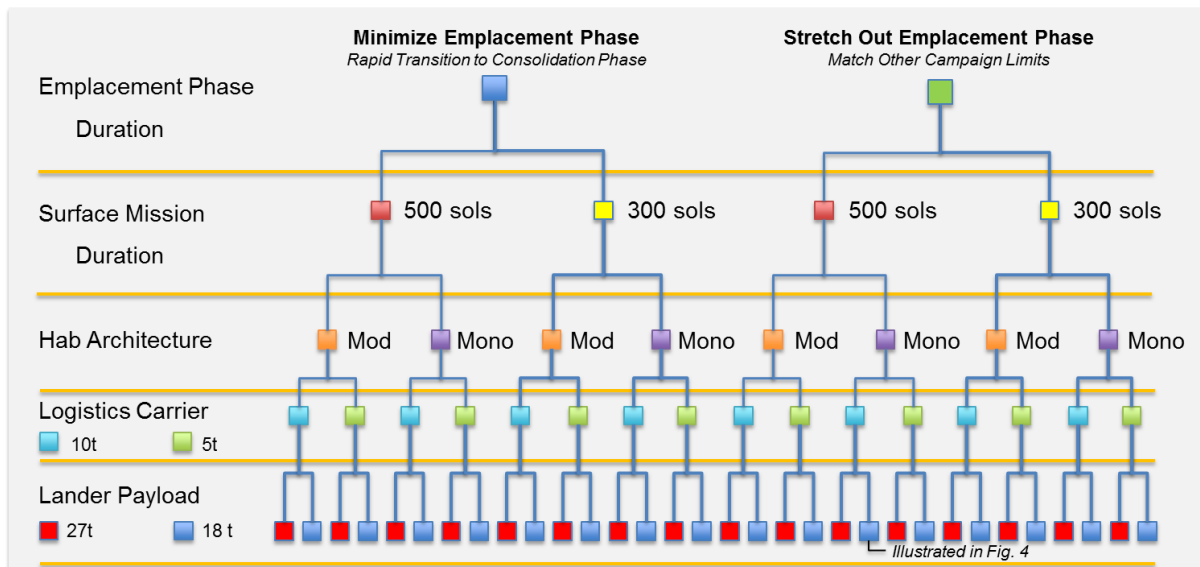 Minimize Emplacement Phase
Rapid Transition to Consolidation Phase
Stretch Out Emplacement Phase
Match Other Campaign Limits
Emplacement Phase
Duration
Surface Mission
Duration
500 sols
300 sols
500 sols
300 sols
Hab Architecture
Mod
Mono
Mod
Mono
Mod
Mono
Mod
Mono
Logistics Carrier
10t
5t
Lander Payload
27t
18 t
Illustrated in Fig. 4